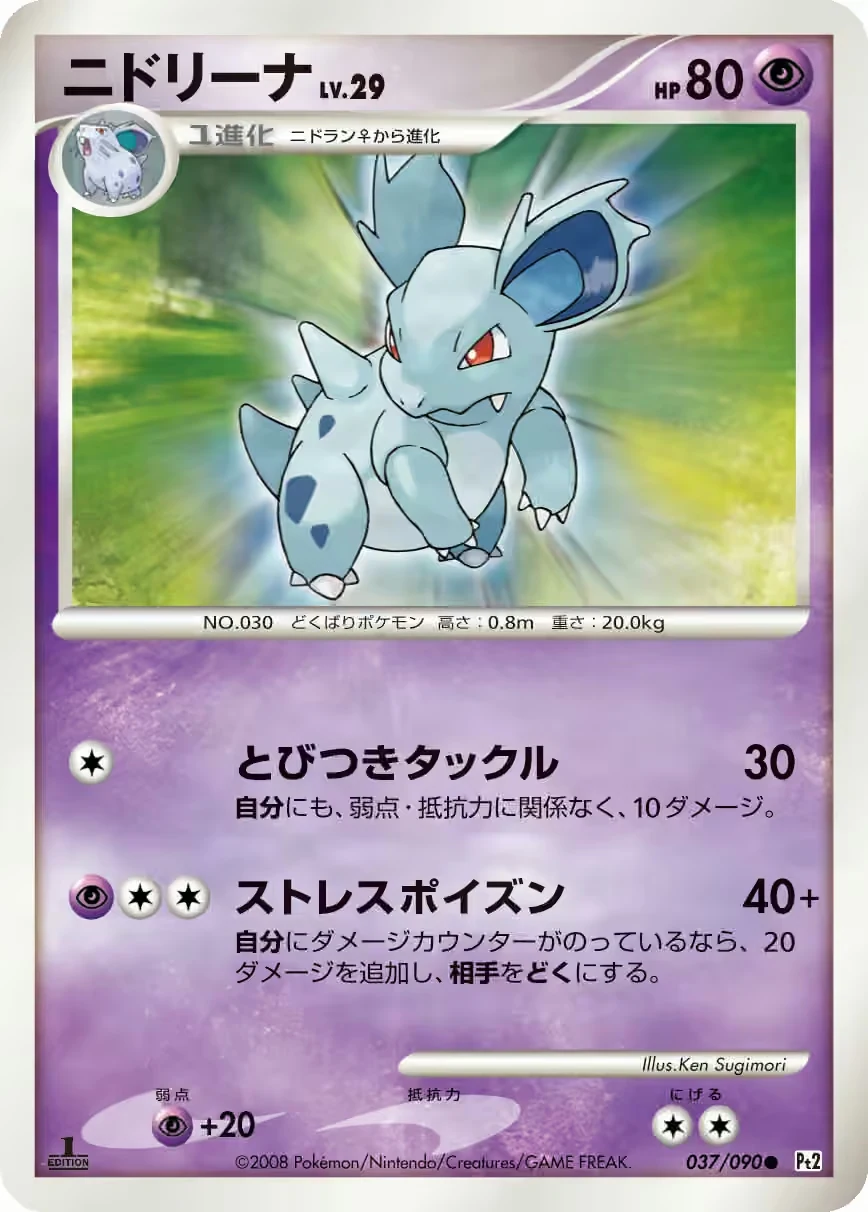 ニドリーナ LV.29 HP 80
1進化 ニドラン♀から進化
NO.030 どくばりポケモン 高さ：0.8m 重さ：20.0kg
とびつきタックル 30
自分にも、弱点・抵抗力に関係なく、10ダメージ。
ストレスポイズン 40+
自分にダメージカウンターがのっているなら、20
ダメージを追加し、相手をどくにする。
Illus.Ken Sugimori
弱点 抵抗力 にげる
+20
1 EDITION
©2008 Pokémon/Nintendo/Creatures/GAME FREAK. 037/090● Pt2